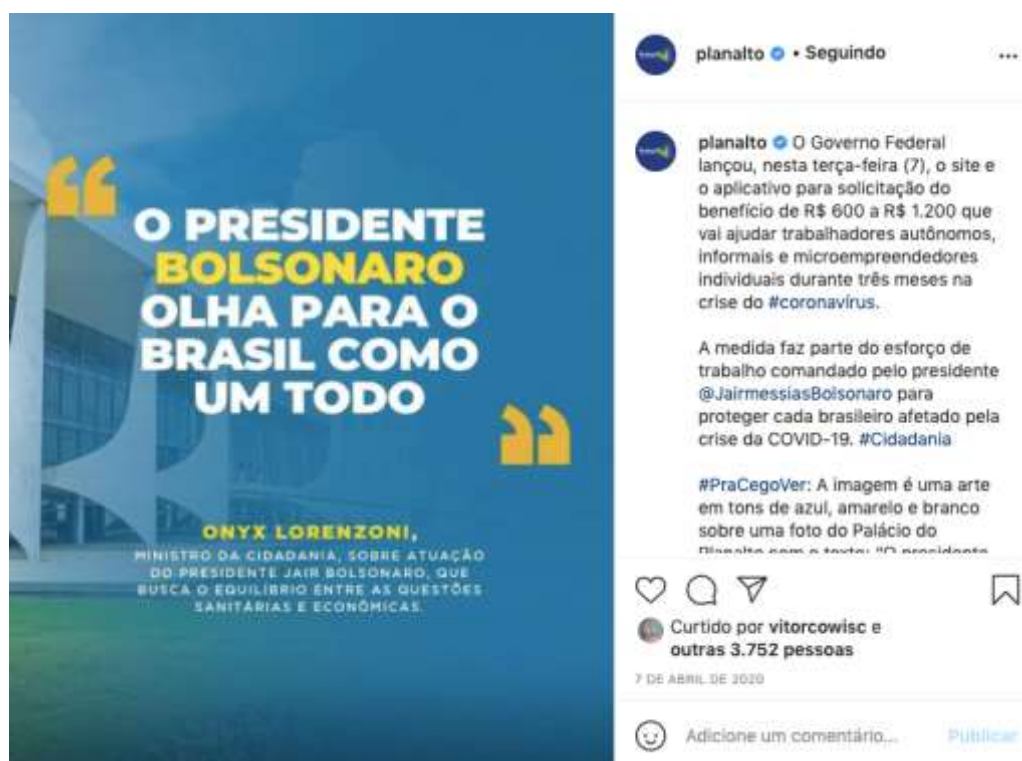 “
O PRESIDENTE
BOLSONARO
OLHA PARA O
BRASIL COMO
UM TODO
”
ONYX LORENZONI,
MINISTRO DA CIDADANIA, SOBRE ATUAÇÃO
DO PRESIDENTE JAIR BOLSONARO, QUE
BUSCA O EQUILÍBRIO ENTRE AS QUESTÕES
SANITÁRIAS E ECONÔMICAS.
planalto • Seguindo
planalto O Governo Federal
lançou, nesta terça-feira (7), o site e
o aplicativo para solicitação do
benefício de R$ 600 a R$ 1.200 que
vai ajudar trabalhadores autônomos,
informais e microempreendedores
individuais durante três meses na
crise do #coronavírus.
A medida faz parte do esforço de
trabalho comandado pelo presidente
@JairmessiasBolsonaro para
proteger cada brasileiro afetado pela
crise da COVID-19. #Cidadania
#PraCegoVer: A imagem é uma arte
em tons de azul, amarelo e branco
sobre uma foto do Palácio do
Planalto com o texto: "O presidente
Curtido por vitorcowisc e
outras 3.752 pessoas
7 DE ABRIL DE 2020
Adicione um comentário... Publicar